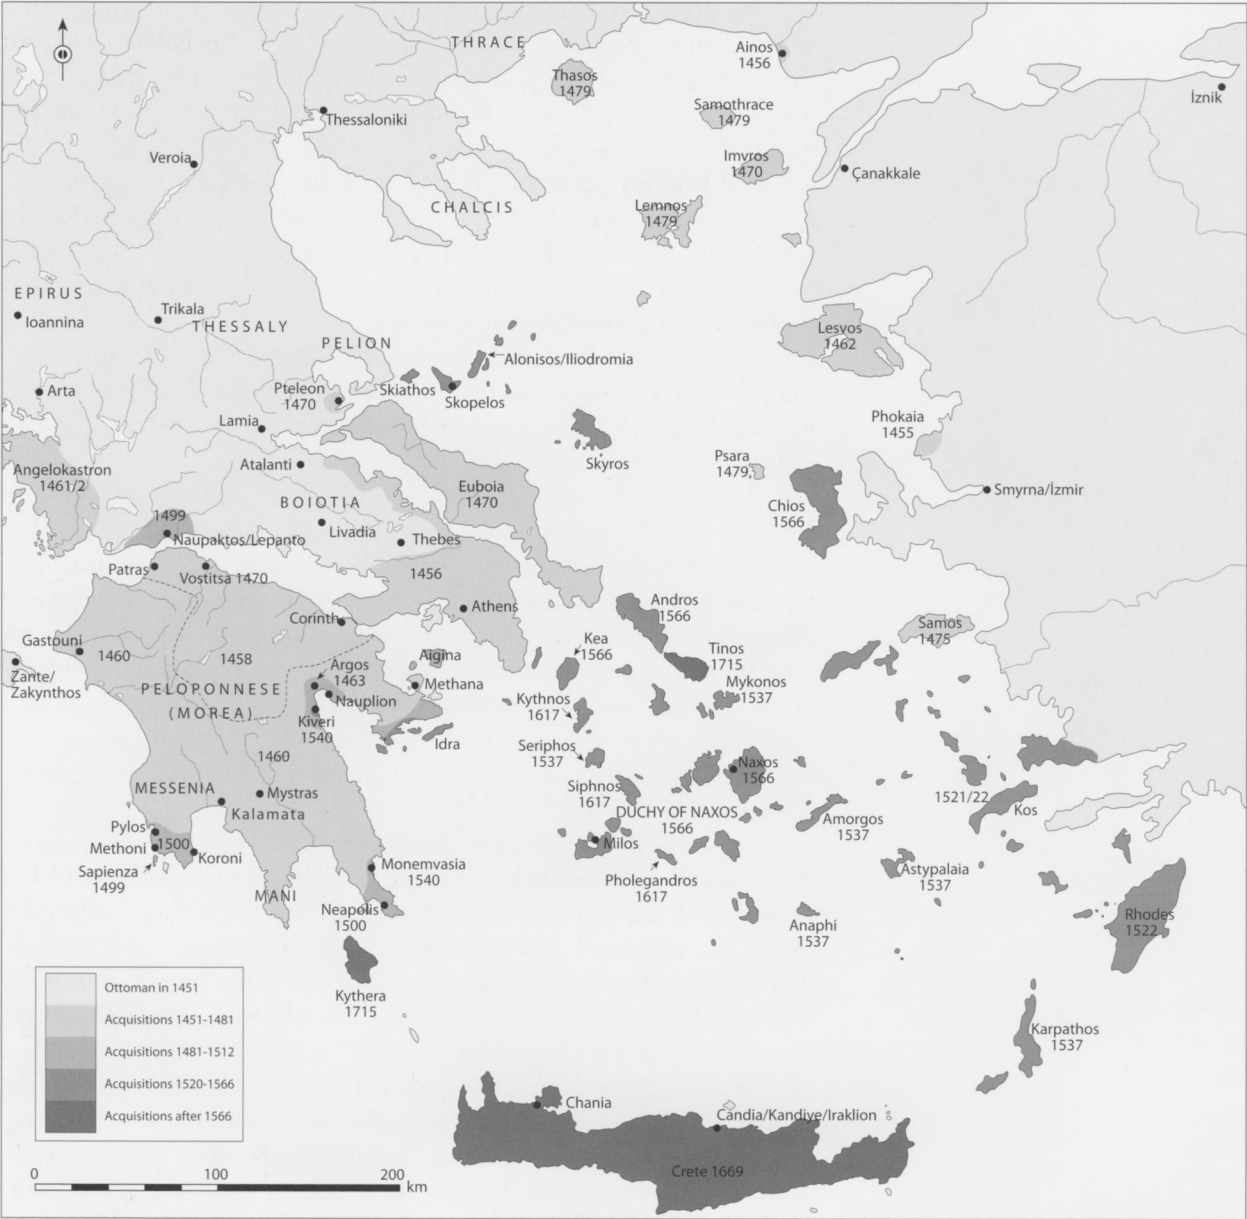 THRACE
Ainos
1456
Thasos
1479
İznik
Samothrace
1479
Thessaloniki
Veroia
Imvros
1470
Çanakkale
CHALCIS
Lemnos
1479
EPIRUS
Ioannina
Trikala
THESSALY
PELION
Lesvos
1462
Alonisos/Iliodromia
Skiathos
Skopelos
Arta
Pteleon
1470
Lamia
Phokaia
1455
Atalanti
Skyros
Psara
1479
Angelokastron
1461/2
Euboia
1470
Smyrna/İzmir
Chios
1566
BOIOTIA
Livadia
Thebes
1499
Naupaktos/Lepanto
Patras
Vostitsa 1470
1456
Athens
Corinth
Andros
1566
Samos
1475
Gastouni
1460
1458
Kea
1566
Tinos
1715
Mykonos
1537
Zante/
Zakynthos
Aigina
Argos
1463
Methana
PELOPONNESE
(MOREA)
Nauplion
Kiveri
1540
Idra
Kythnos
1617
Seriphos
1537
Naxos
1566
1460
Siphnos
1617
DUCHY OF NAXOS
1566
1521/22
Kos
MESSENIA
Mystras
Kalamata
Amorgos
1537
Pylos
Methoni
1500
Koroni
Milos
Sapienza
1499
Monemvasia
1540
Pholegandros
1617
Astypalaia
1537
MANI
Neapolis
1500
Anaphi
1537
Rhodes
1522
Kythera
1715
Karpathos
1537
Ottoman in 1451
Acquisitions 1451-1481
Acquisitions 1481-1512
Acquisitions 1520-1566
Acquisitions after 1566
Chania
Candia/Kandiye/Iraklion
Crete 1669
0
100
200
km